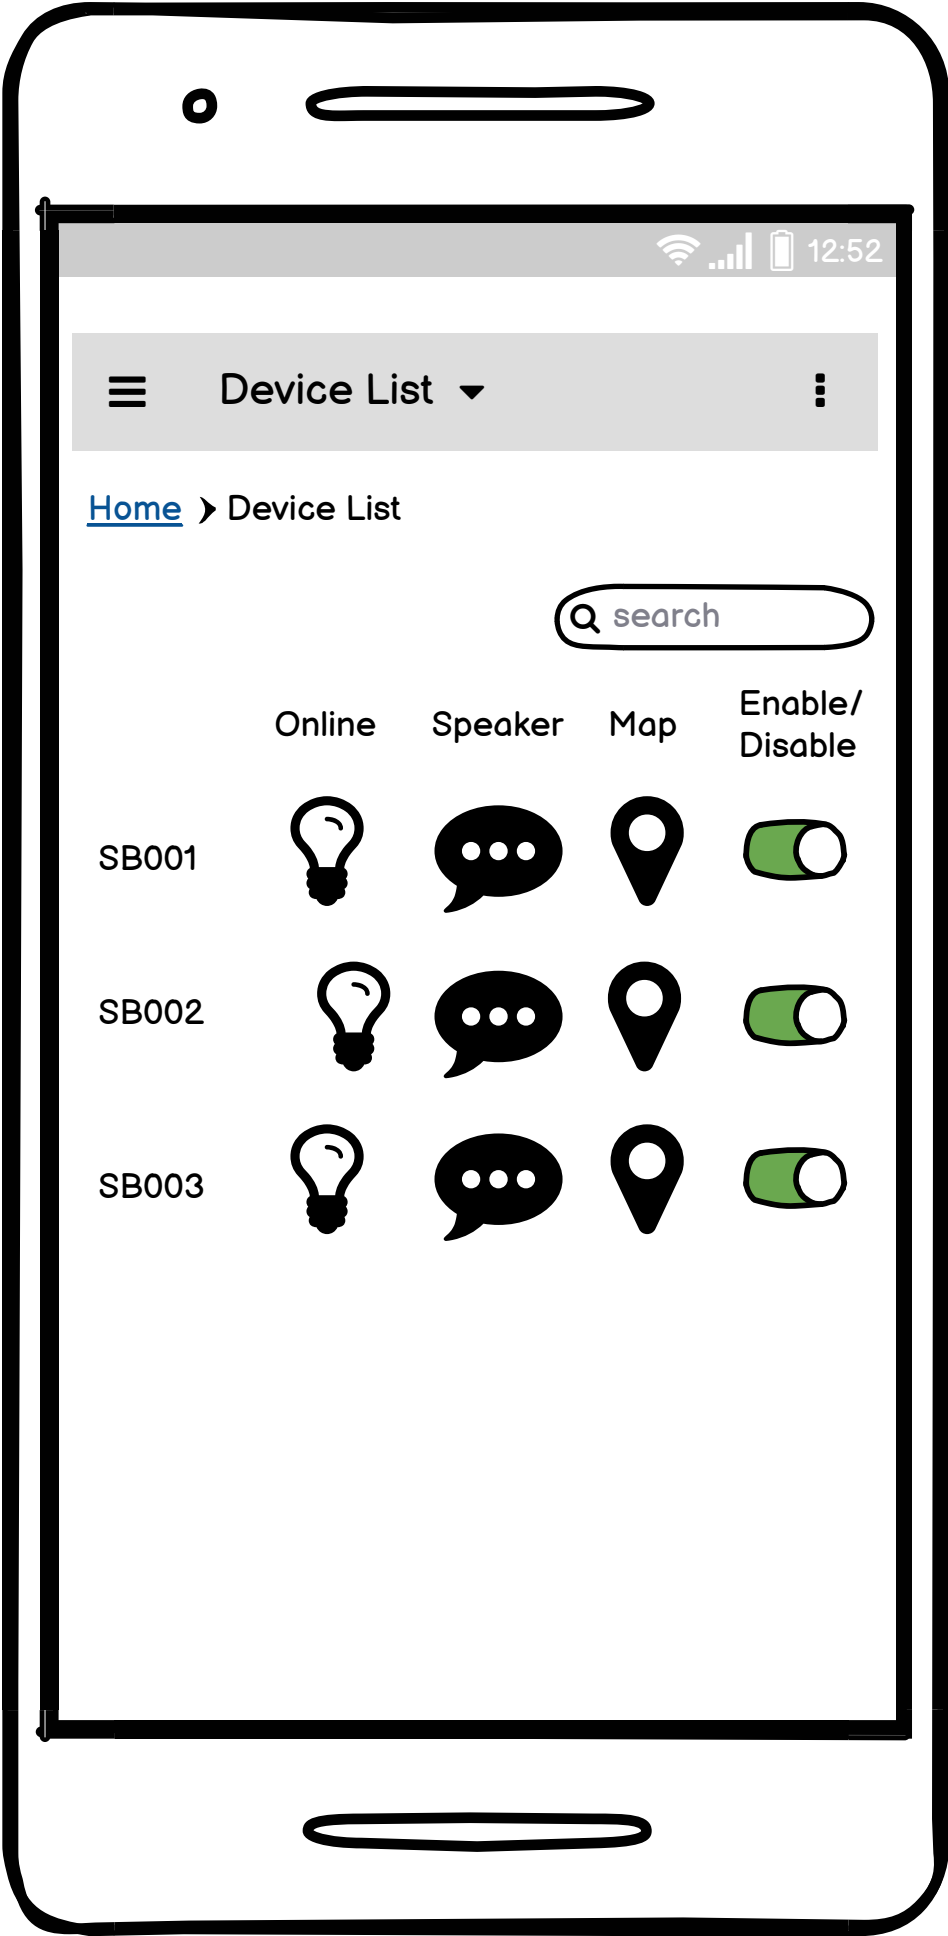 12:52
Device List
Home Device List
search
Online Speaker Map Enable/
Disable
SB001
SB002
SB003